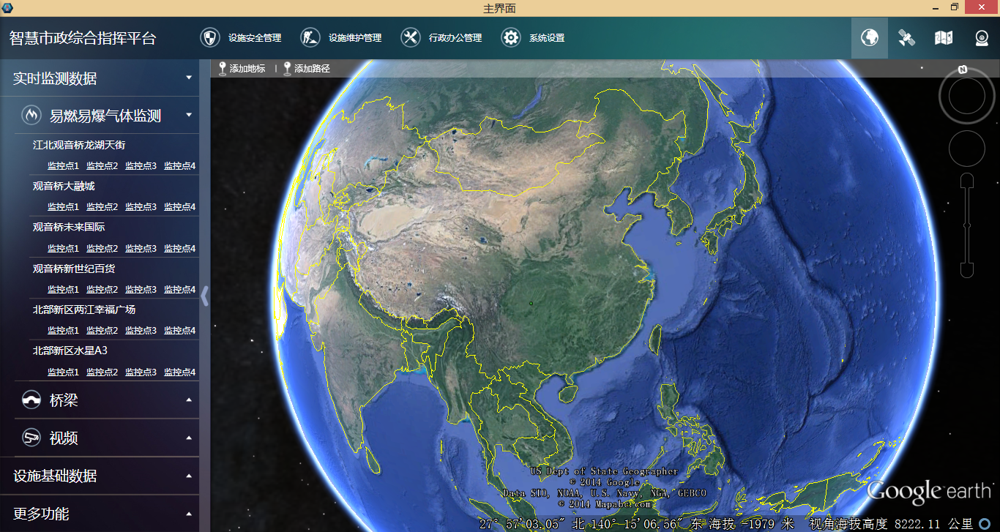 主界面
智慧市政综合指挥平台
设施安全管理 设施维护管理 行政办公管理 系统设置
实时监测数据
易燃易爆气体监测
江北观音桥龙湖天街
监控点1 监控点2 监控点3 监控点4
观音桥大融城
监控点1 监控点2 监控点3 监控点4
观音桥未来国际
监控点1 监控点2 监控点3 监控点4
观音桥新世纪百货
监控点1 监控点2 监控点3 监控点4
北部新区两江幸福广场
监控点1 监控点2 监控点3 监控点4
北部新区水星A3
监控点1 监控点2 监控点3 监控点4
桥梁
视频
设施基础数据
更多功能
添加地标 | 添加路径
N
US Dept of State Geographer
© 2014 Google
Data SIO, NOAA, U.S. Navy, NGA, GEBCO
© 2014 Mapabc.com
Google earth
27° 57'03.05" 北 140° 15'06.56" 东 海拔 -1979 米 视角海拔高度 8222.11 公里